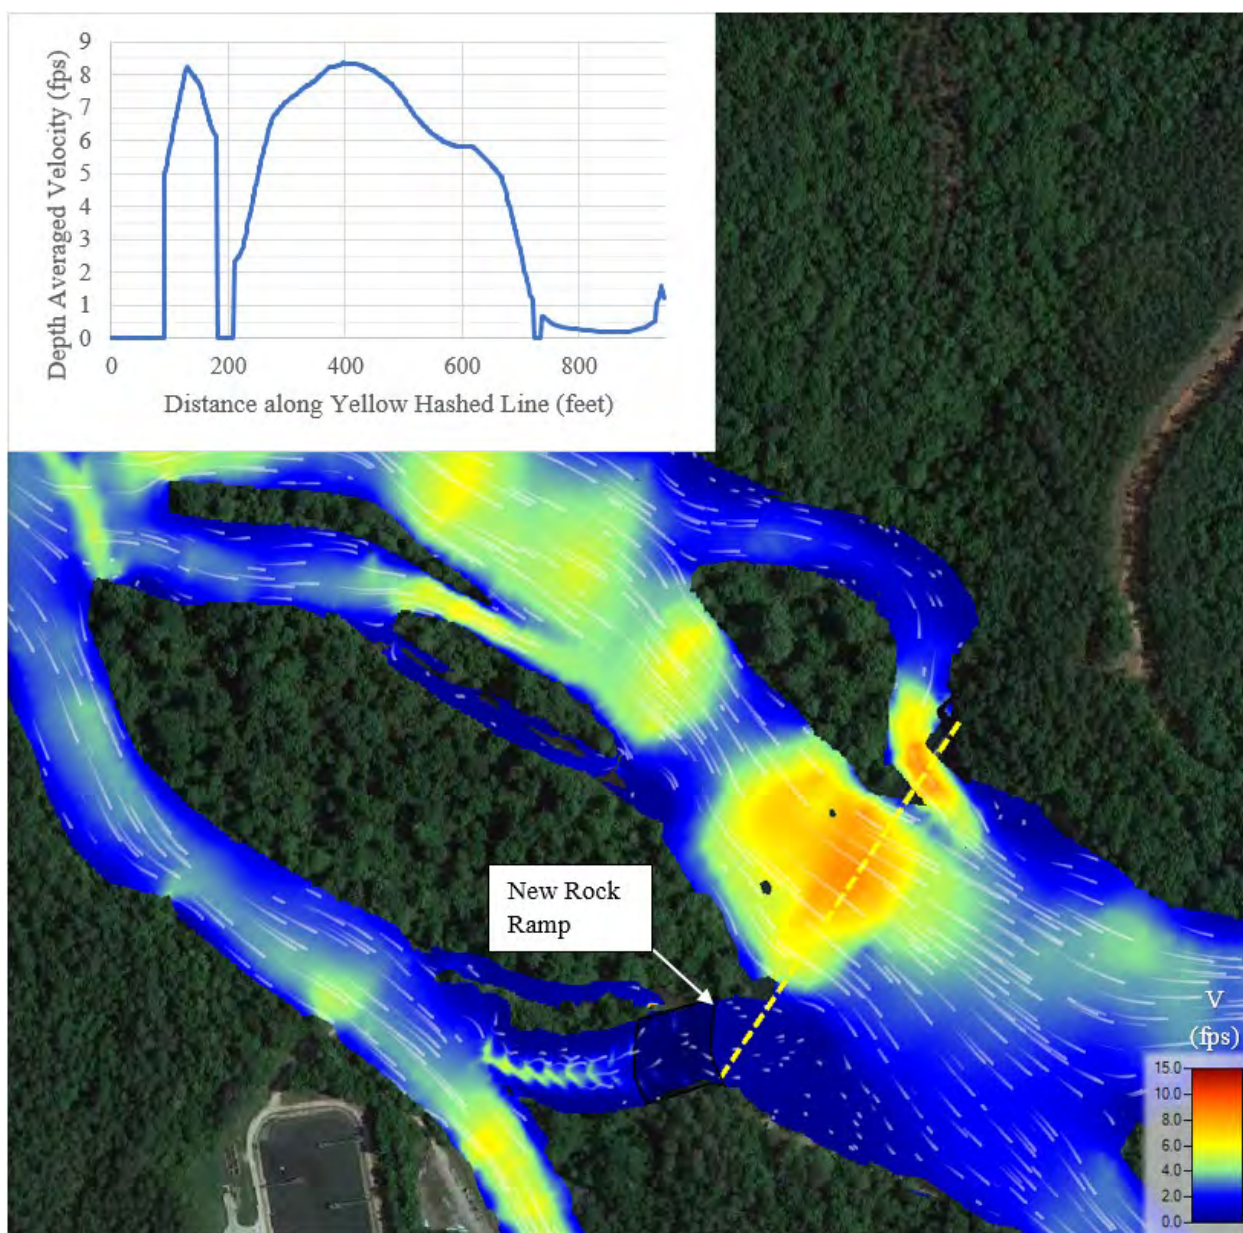 Depth Averaged Velocity (fps)
9
8
7
6
5
4
3
2
1
0
0 200 400 600 800
Distance along Yellow Hashed Line (feet)
New Rock
Ramp
V
(fps)
15.0
10.0
8.0
6.0
4.0
2.0
0.0